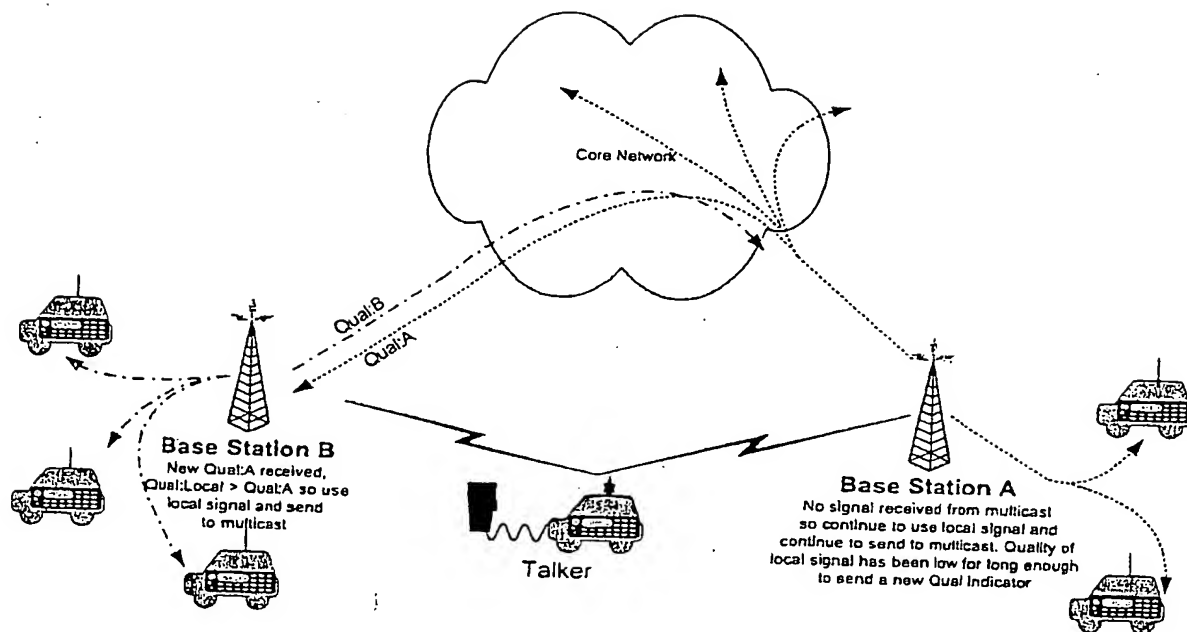 Core Network
Qual:B
Qual:A
Base Station B
New Qual:A received,
Qual:Local > Qual:A so use
local signal and send
to multicast
Talker
Base Station A
No signal received from multicast
so continue to use local signal and
continue to send to multicast. Quality of
local signal has been low for long enough
to send a new Qual Indicator